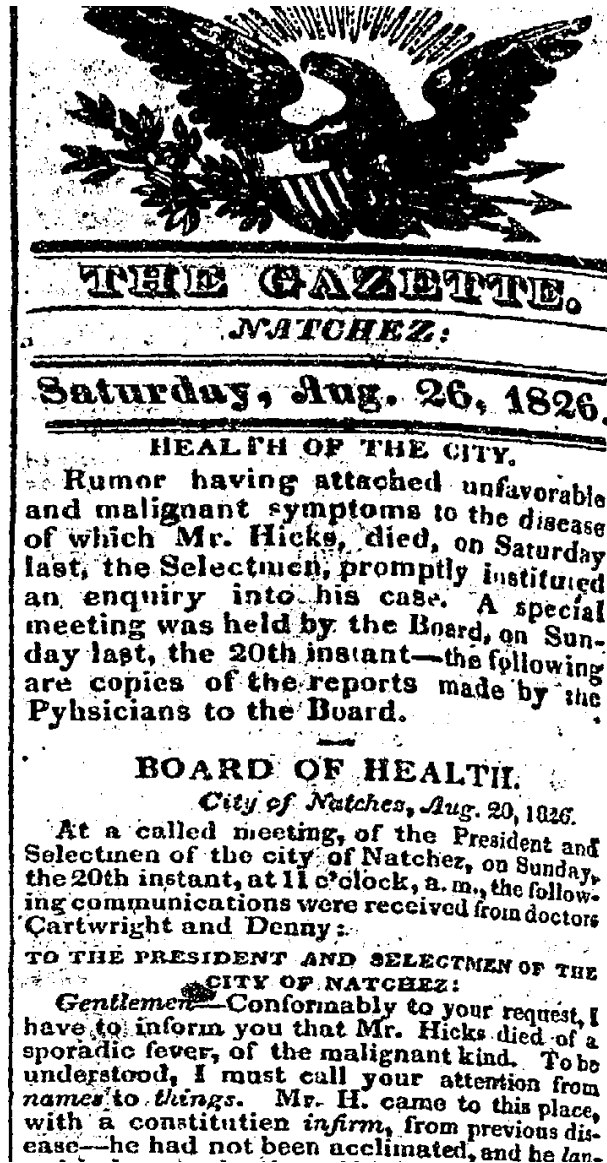 THE GAZETTE.
NATCHEZ:
Saturday, Aug. 26, 1826.
HEALTH OF THE CITY.
Rumor having attached unfavorable
and malignant symptoms to the disease
of which Mr. Hicks, died, on Saturday
last, the Selectmen, promptly instituted
an enquiry into his case. A special
meeting was held by the Board, on Sun-
day last, the 20th instant—the following
are copies of the reports made by the
Pyhsicians to the Board.
BOARD OF HEALTH.
City of Natches, Aug. 20, 1826.
At a called meeting, of the President and
Selectmen of the city of Natchez, on Sunday,
the 20th instant, at 11 o'clock, a. m., the follow-
ing communications were received from doctors
Cartwright and Denny:
TO THE PRESIDENT AND SELECTMEN OF THE
CITY OF NATCHEZ:
Gentlemen—Conformably to your request, I
have to inform you that Mr. Hicks died of a
sporadic fever, of the malignant kind. To be
understood, I must call your attention from
names to things. Mr. H. came to this place,
with a constitutien infirm, from previous dis-
ease—he had not been acclimated, and he lan-